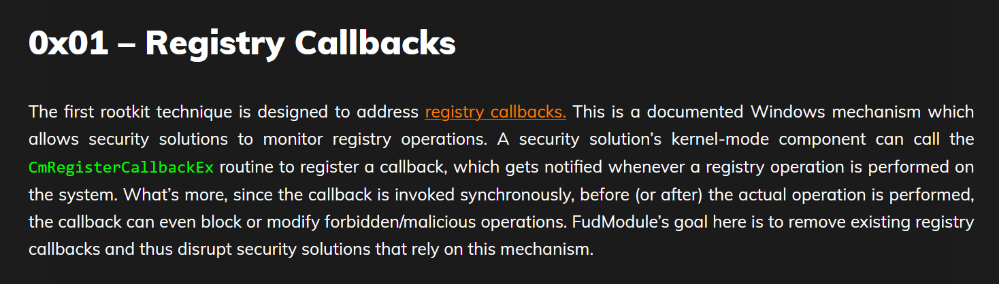 0x01 – Registry Callbacks
The first rootkit technique is designed to address registry callbacks. This is a documented Windows mechanism which
allows security solutions to monitor registry operations. A security solution’s kernel-mode component can call the
CmRegisterCallbackEx routine to register a callback, which gets notified whenever a registry operation is performed on
the system. What’s more, since the callback is invoked synchronously, before (or after) the actual operation is performed,
the callback can even block or modify forbidden/malicious operations. FudModule’s goal here is to remove existing registry
callbacks and thus disrupt security solutions that rely on this mechanism.